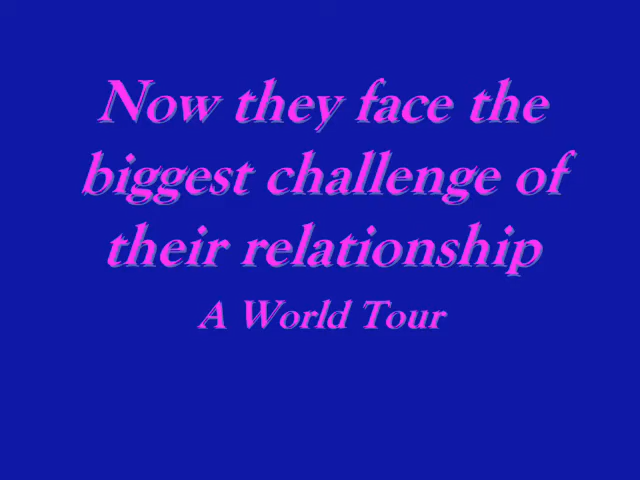 Now they face the
biggest challenge of
their relationship
A World Tour